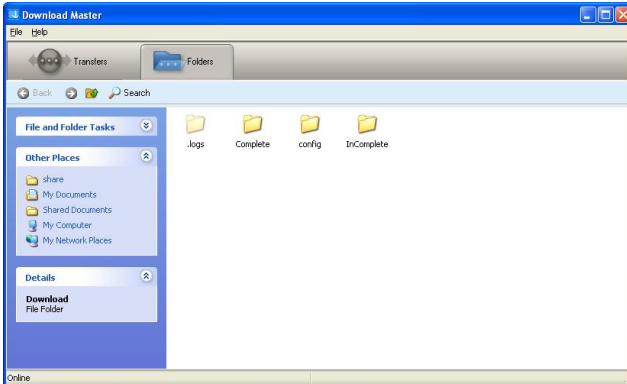 Download Master
File Help
Transfers Folders
Back Search
File and Folder Tasks
.logs Complete config InComplete
Other Places
share
My Documents
Shared Documents
My Computer
My Network Places
Details
Download
File Folder
Online